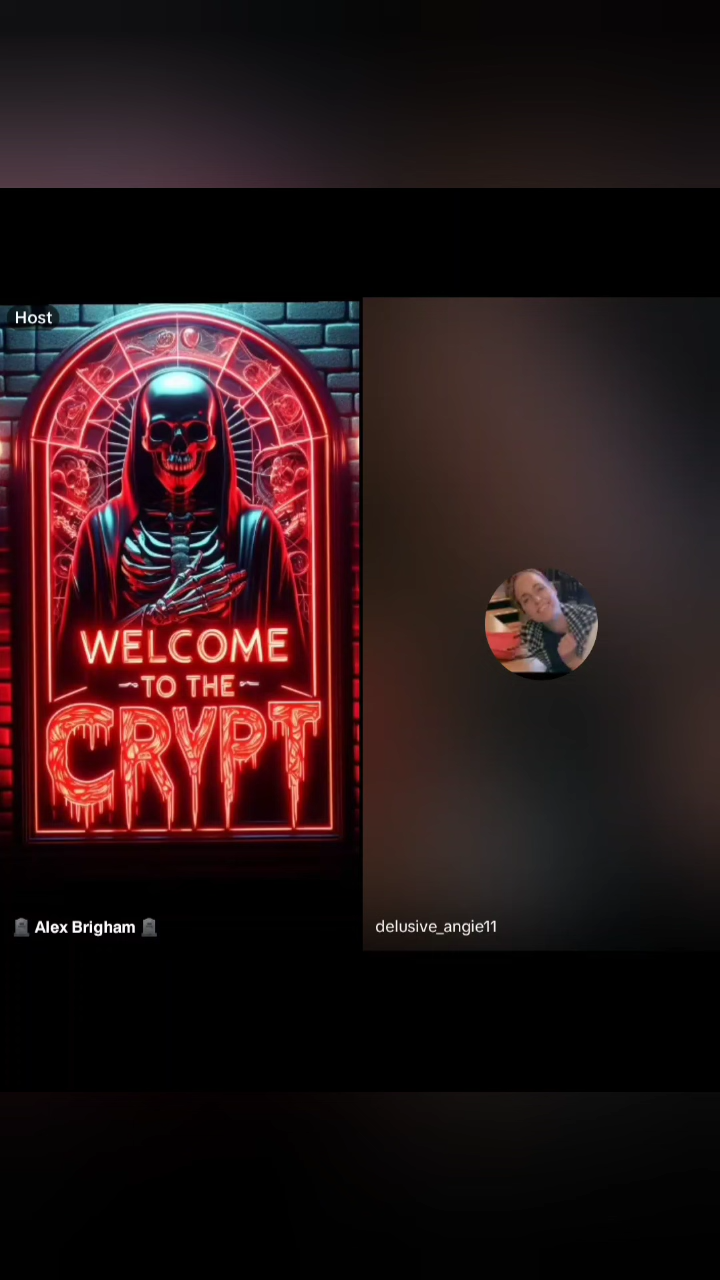 Host
WELCOME
TO THE
CRYPT
🪦 Alex Brigham 🪦
delusive_angie11